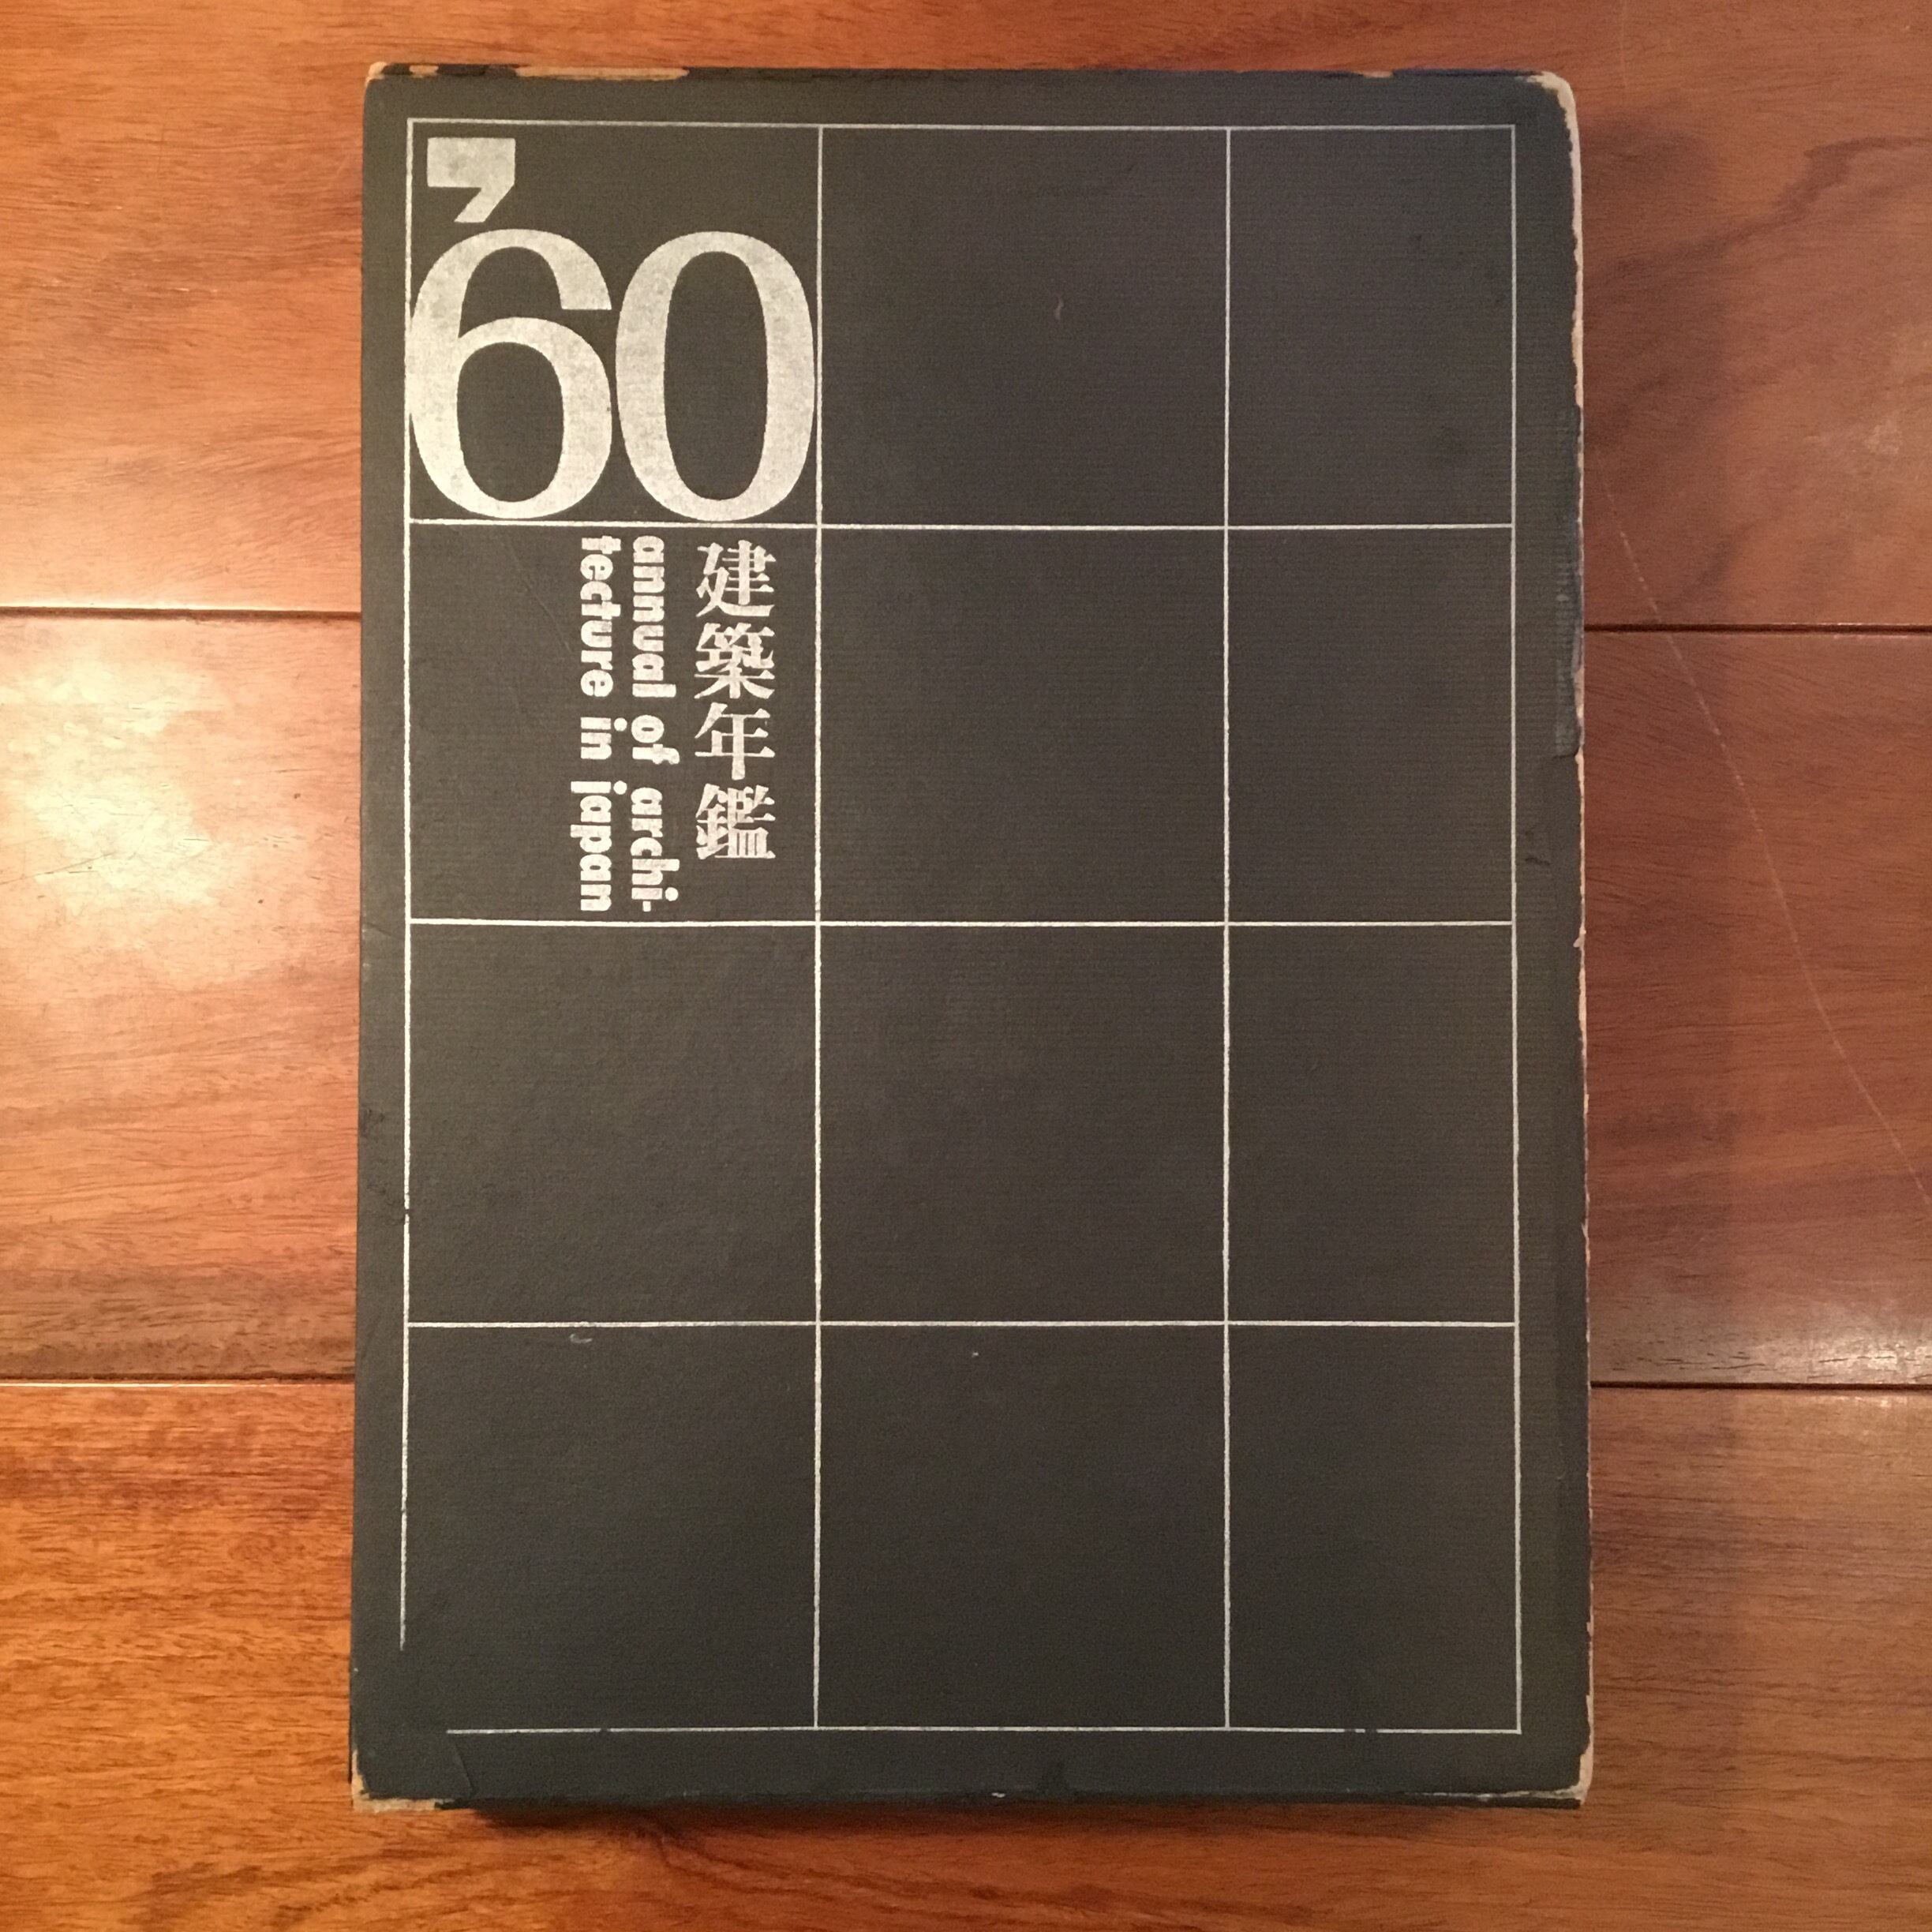 ’60
建築年鑑
annual of archi-
tecture in japan